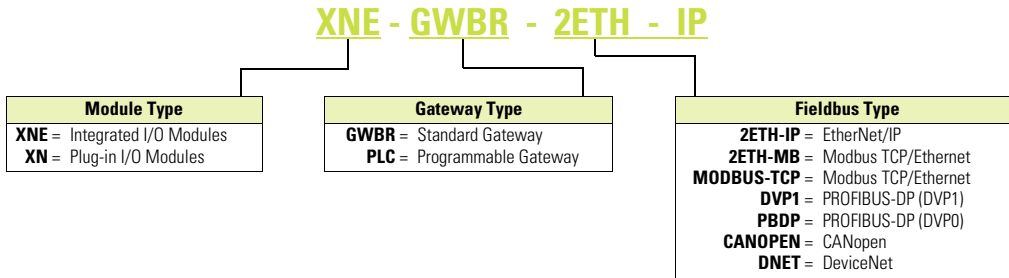 XNE - GWBR - 2ETH - IP
Module Type
XNE = Integrated I/O Modules
XN = Plug-in I/O Modules
Gateway Type
GWBR = Standard Gateway
PLC = Programmable Gateway
Fieldbus Type
2ETH-IP = EtherNet/IP
2ETH-MB = Modbus TCP/Ethernet
MODBUS-TCP = Modbus TCP/Ethernet
DVP1 = PROFIBUS-DP (DVP1)
PBDP = PROFIBUS-DP (DVP0)
CANOPEN = CANopen
DNET = DeviceNet